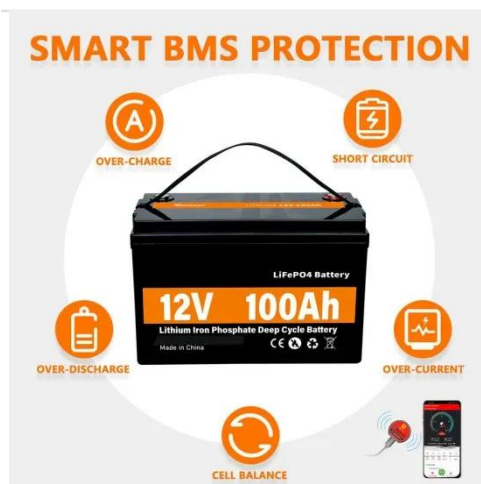 SMART BMS PROTECTION
OVER-CHARGE
SHORT CIRCUIT
LiFePO4 Battery
12V 100Ah
Lithium Iron Phosphate Deep Cycle Battery
Made in China
CE
OVER-DISCHARGE
OVER-CURRENT
CELL BALANCE